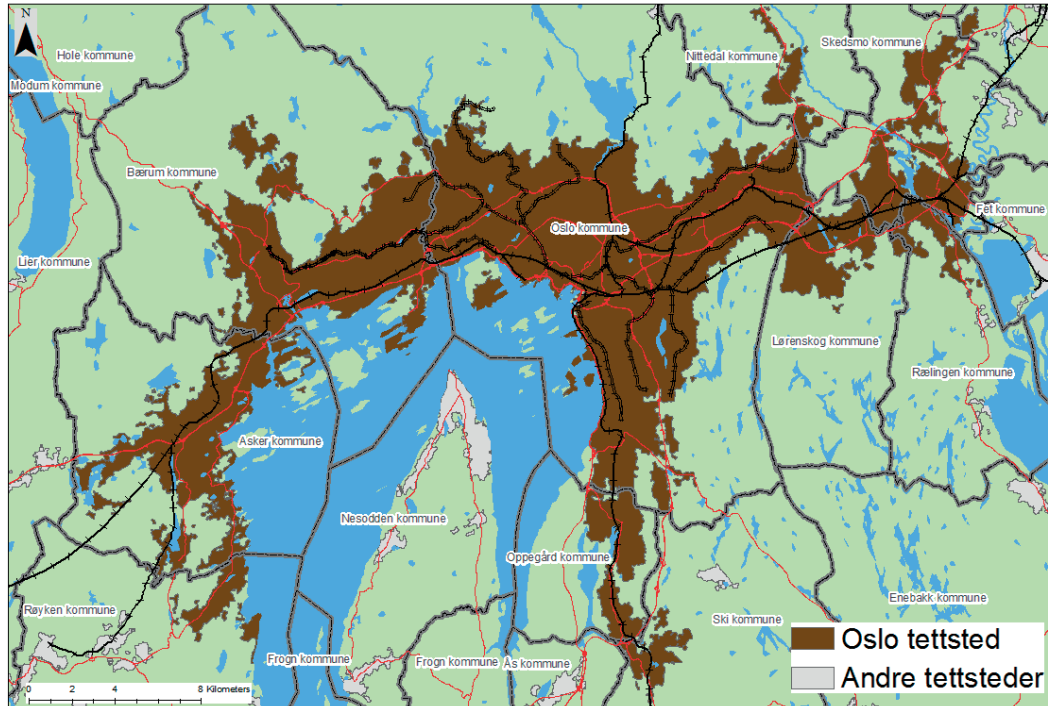 N
Hole kommune
Skedsmo kommune
Nittedal kommune
Modum kommune
Bærum kommune
Fet kommune
Oslo kommune
Lier kommune
Lørenskog kommune
Rælingen kommune
Asker kommune
Nesodden kommune
Oppegård kommune
Enebakk kommune
Røyken kommune
Ski kommune
Frogn kommune
Frogn kommune
Ås kommune
Oslo tettsted
Andre tettsteder
0 2 4 8 Kilometers